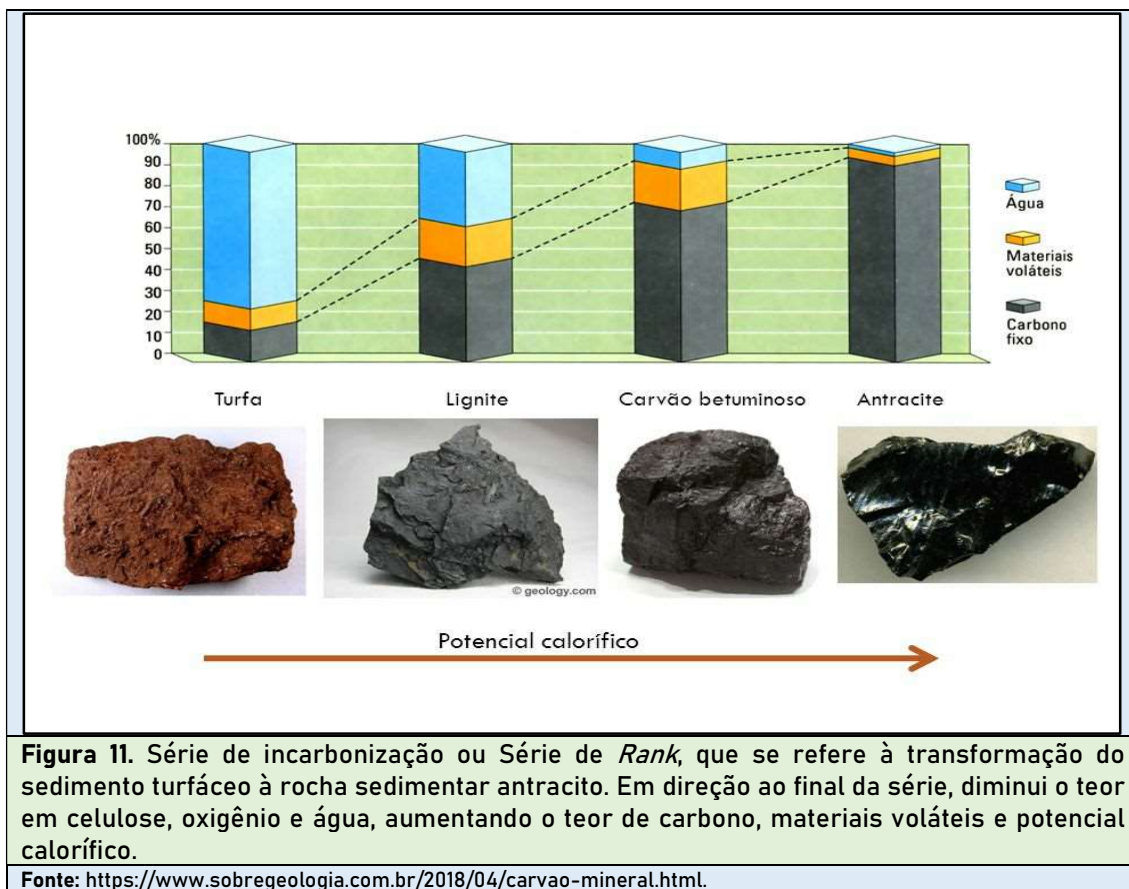 100%
90
80
70
60
50
40
30
20
10
0
Água
Materiais
voláteis
Carbono
fixo
Turfa
Lignite
Carvão betuminoso
Antracite
© geology.com
Potencial calorífico
Figura 11. Série de incarbonização ou Série de Rank, que se refere à transformação do
sedimento turfáceo à rocha sedimentar antracito. Em direção ao final da série, diminui o teor
em celulose, oxigênio e água, aumentando o teor de carbono, materiais voláteis e potencial
calorífico.
Fonte: https://www.sobregeologia.com.br/2018/04/carvao-mineral.html.